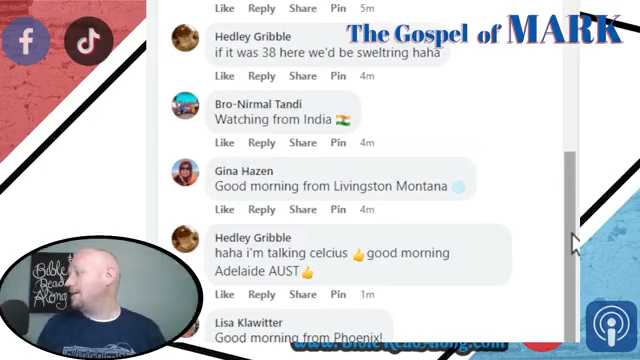 Like Reply Share Pin 5m
The Gospel of MARK
Hedley Gribble
if it was 38 here we'd be sweltring haha
Like Reply Share Pin 4m
Bro-Nirmal Tandi
Watching from India 🇮🇳
Like Reply Share Pin 4m
Gina Hazen
Good morning from Livingston Montana
Like Reply Share Pin 4m
Hedley Gribble
haha i'm talking celcius 👍good morning
Adelaide AUST👍
Like Reply Share Pin 1m
Bible
Read
Along
Lisa Klawitter
Good morning from Phoenix!
www.BibleReadAlong.com